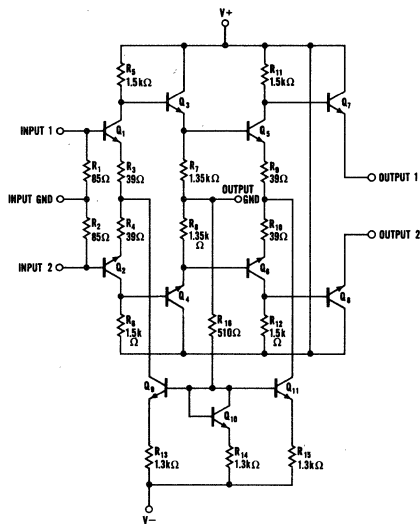 V+
R5
1.5kΩ
R11
1.5kΩ
Q3
Q7
INPUT 1
Q1
Q5
R1
65Ω
R3
39Ω
R7
1.35kΩ
OUTPUT
GND
R9
39Ω
OUTPUT 1
INPUT GND
R2
65Ω
R4
39Ω
R8
1.35k
Ω
R10
39Ω
OUTPUT 2
INPUT 2
Q2
Q6
Q4
Q8
R6
1.5k
Ω
R16
510Ω
R12
1.5k
Ω
Q9
Q11
Q10
R13
1.3kΩ
R14
1.3kΩ
R15
1.3kΩ
V−